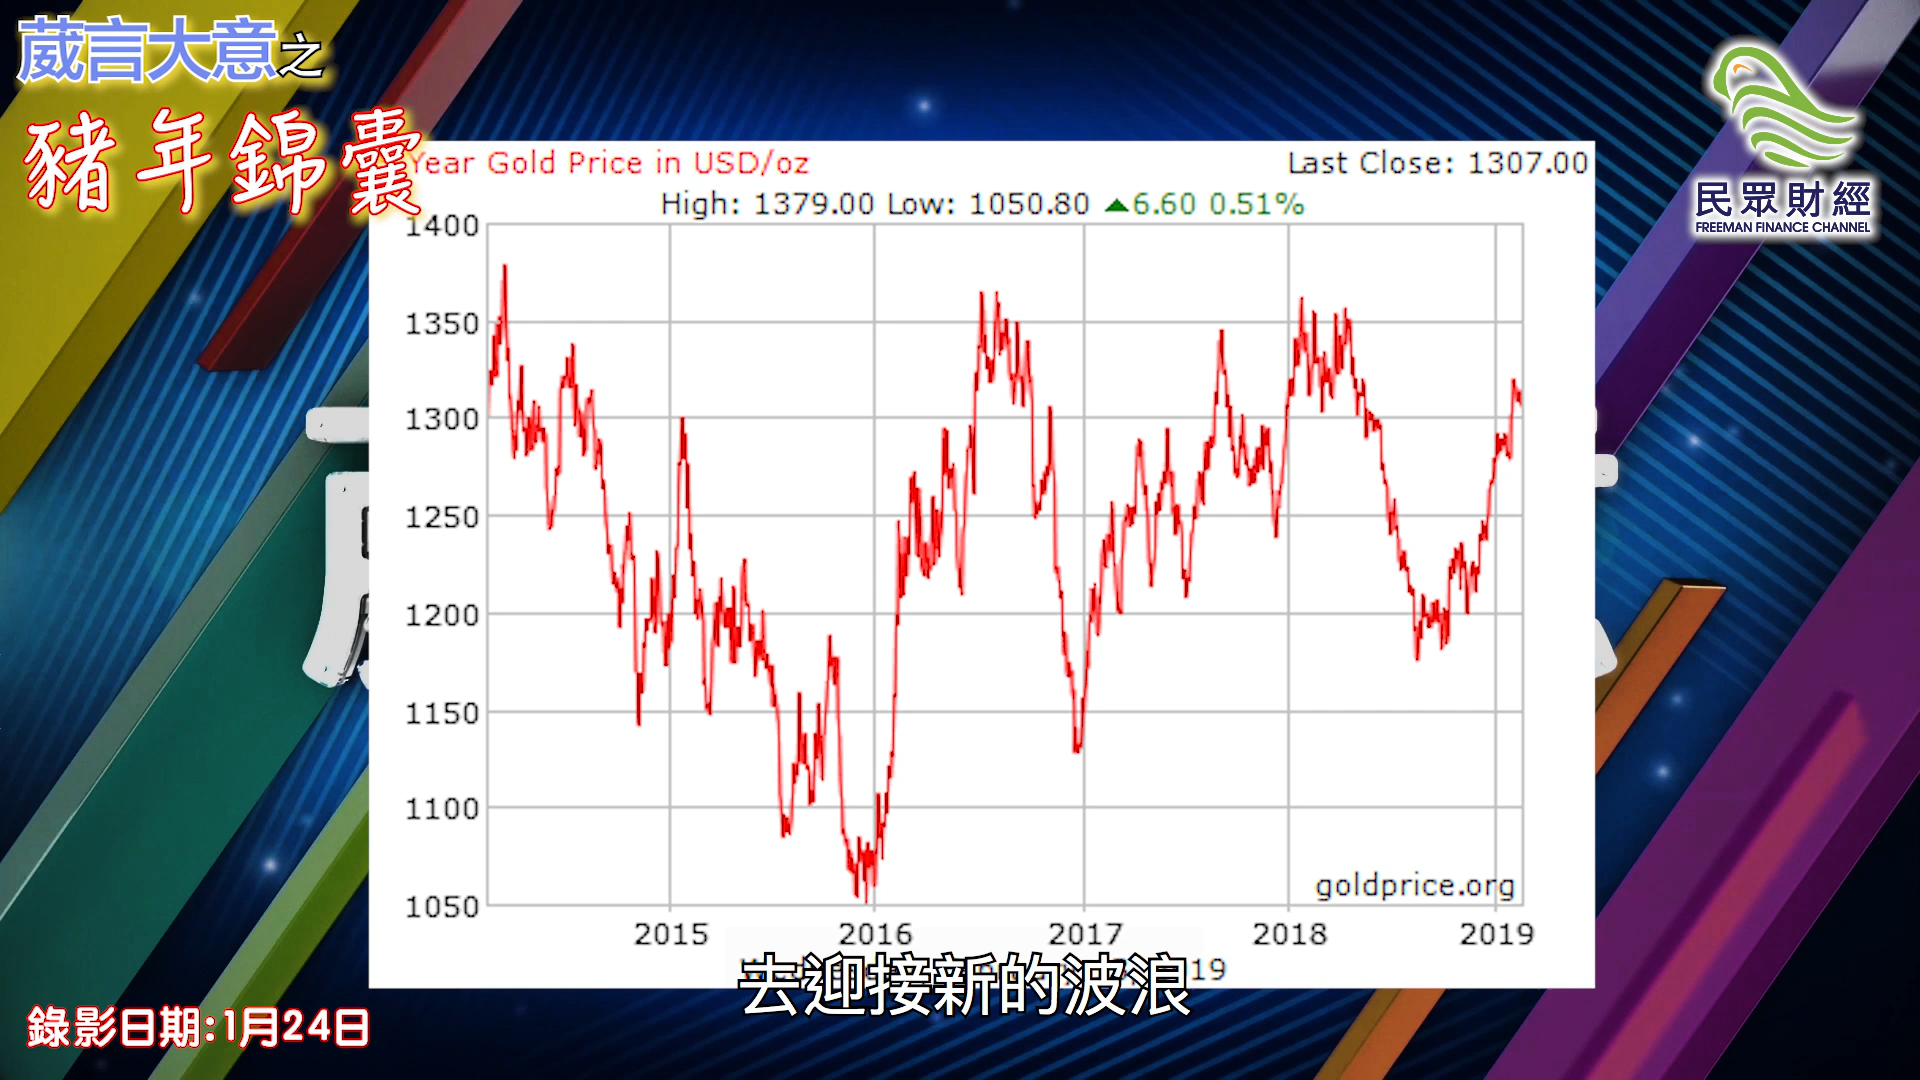 葳言大意之
豬年錦囊
民眾財經
FREEMAN FINANCE CHANNEL
Year Gold Price in USD/oz
Last Close: 1307.00
High: 1379.00 Low: 1050.80 ▲6.60 0.51%
1400
1350
1300
1250
1200
1150
1100
1050
goldprice.org
2015 2016 2017 2018 2019
19
去迎接新的波浪
錄影日期:1月24日